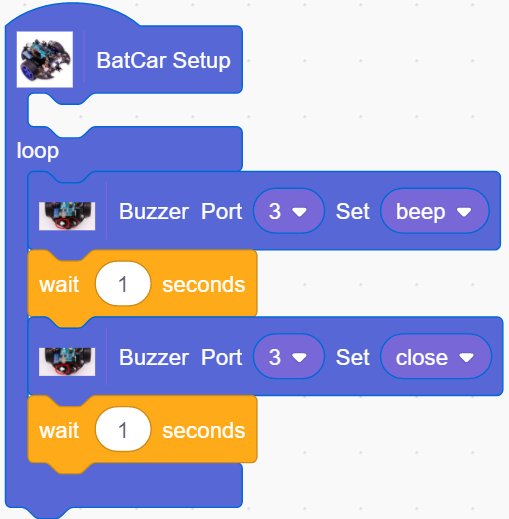 BatCar Setup
loop
Buzzer Port 3 Set beep
wait 1 seconds
Buzzer Port 3 Set close
wait 1 seconds